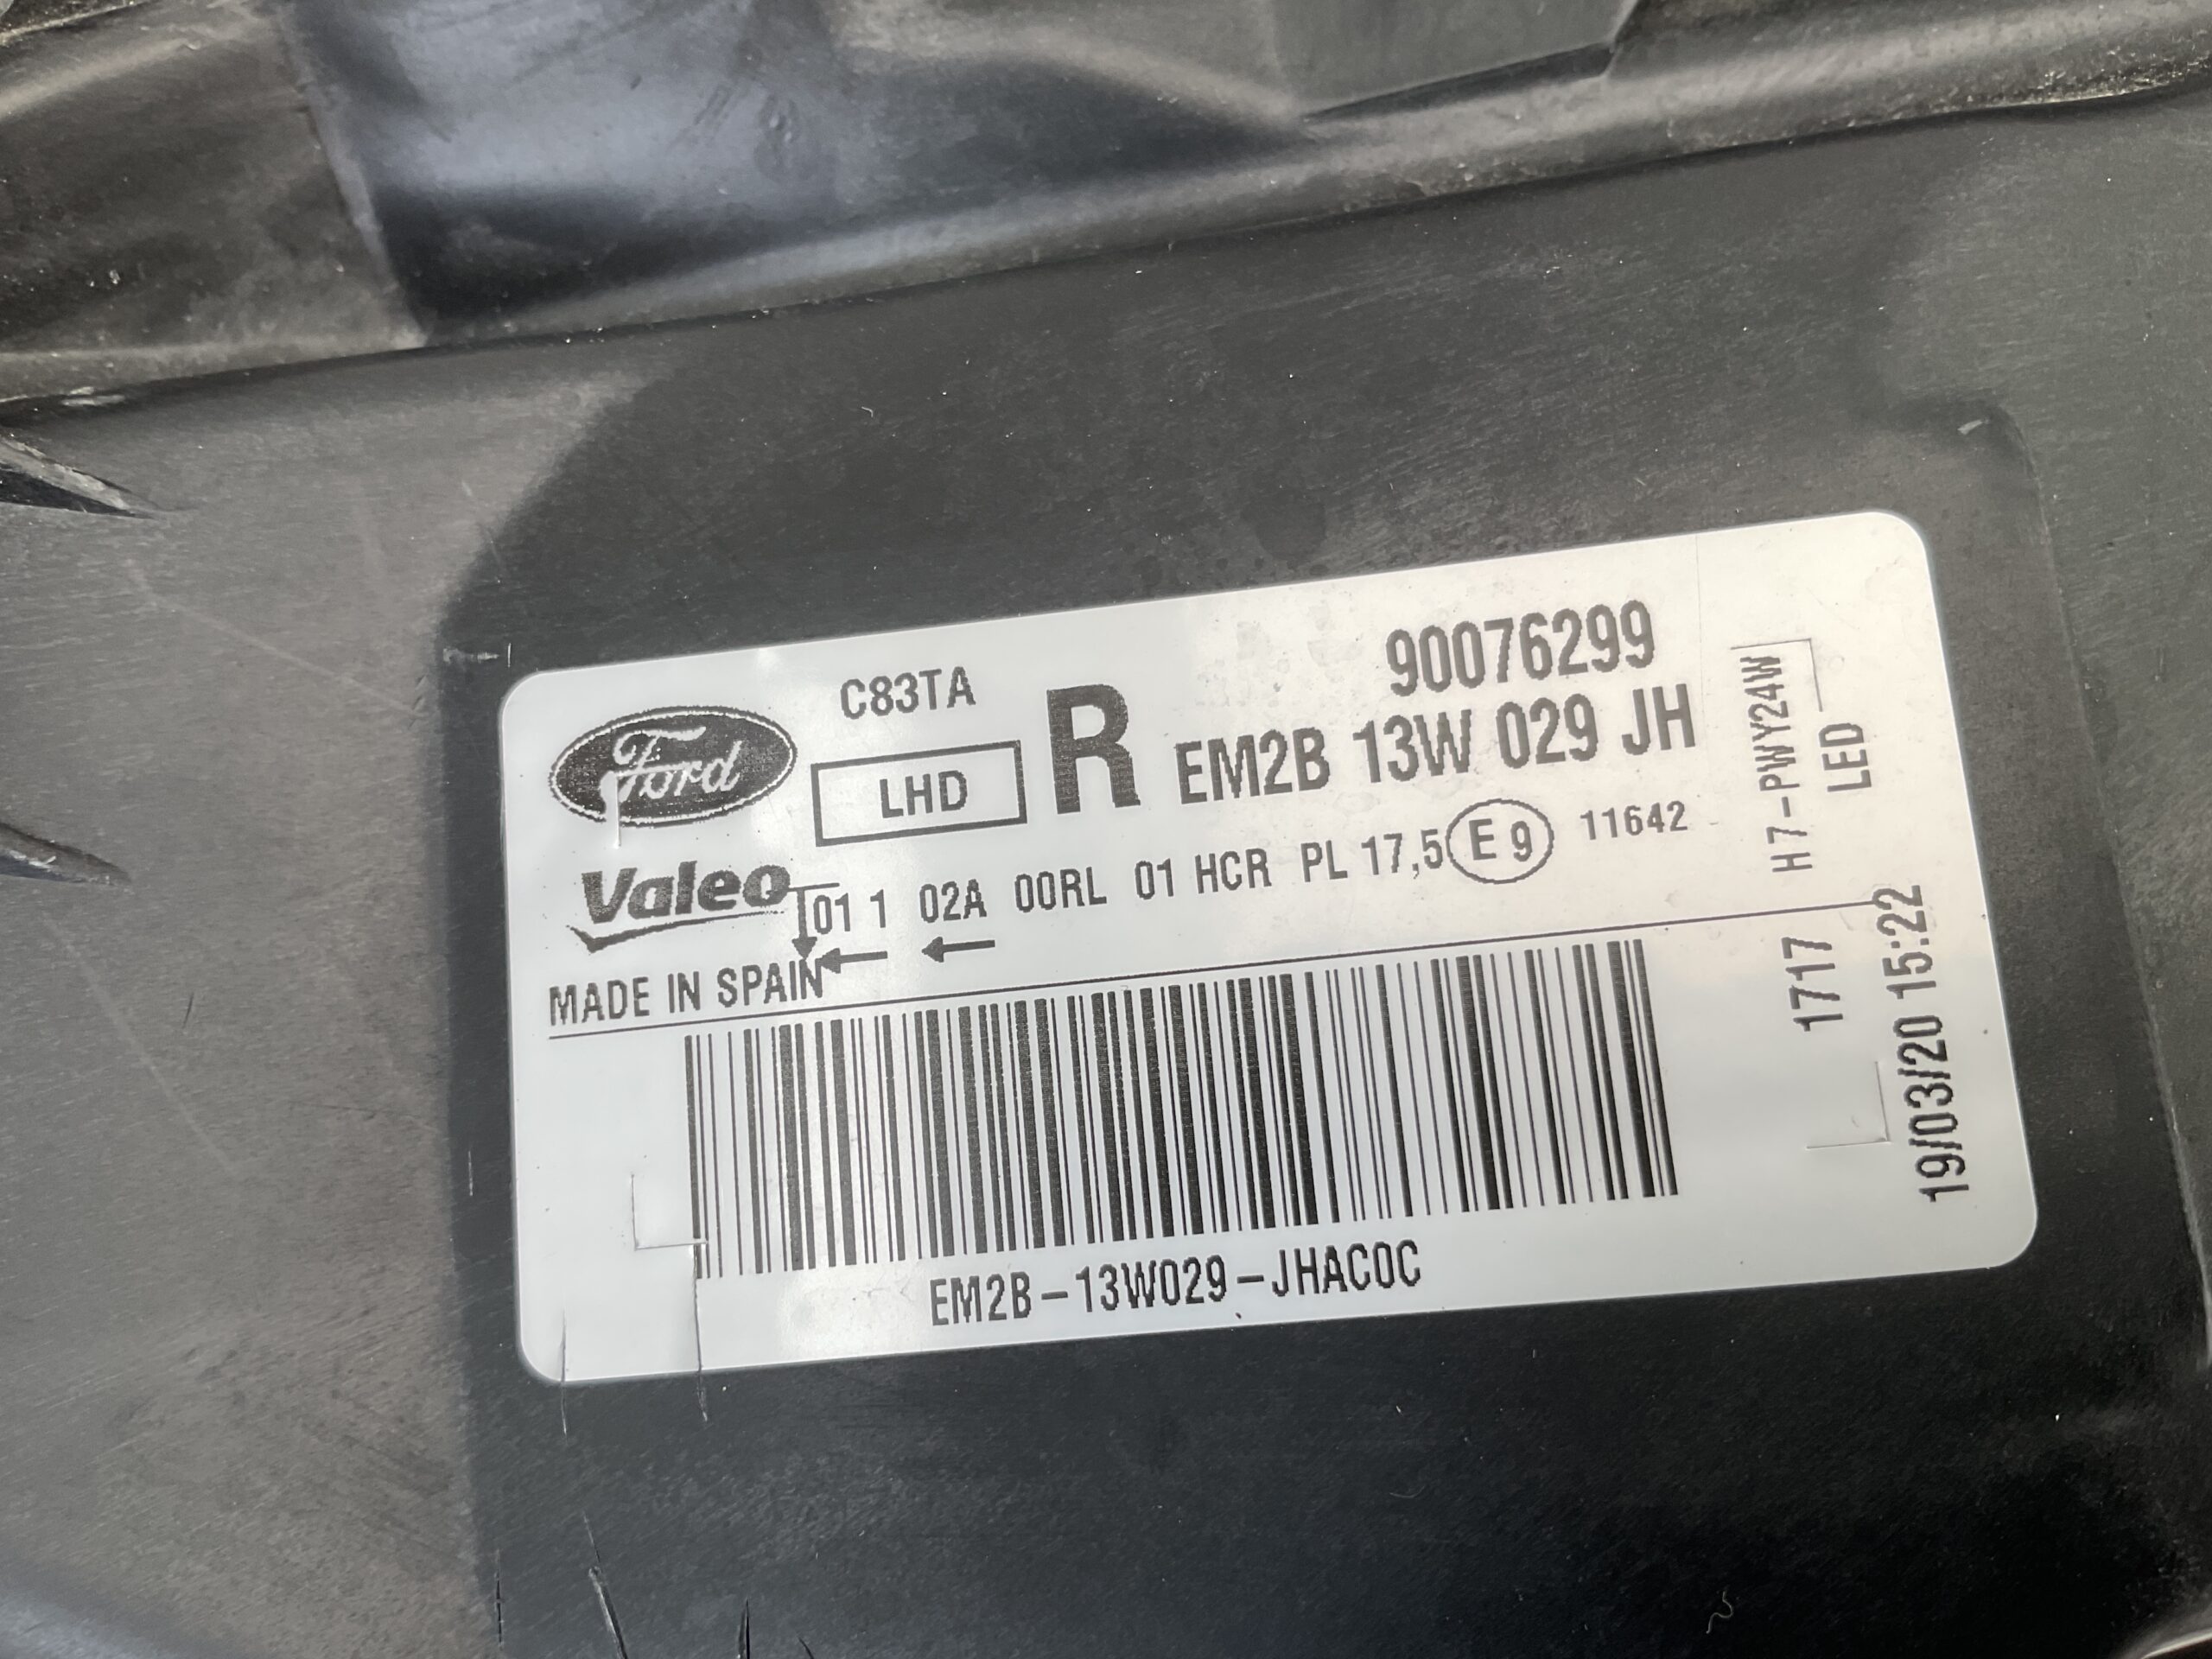 C83TA
90076299
Ford
LHD
R
EM2B 13W 029 JH
Valeo
01 1 02A 00RL 01 HCR PL 17,5 E 9 11642
MADE IN SPAIN
H7-PWY24W
LED
1717
19/03/20 15:22
EM2B-13W029-JHAC0C